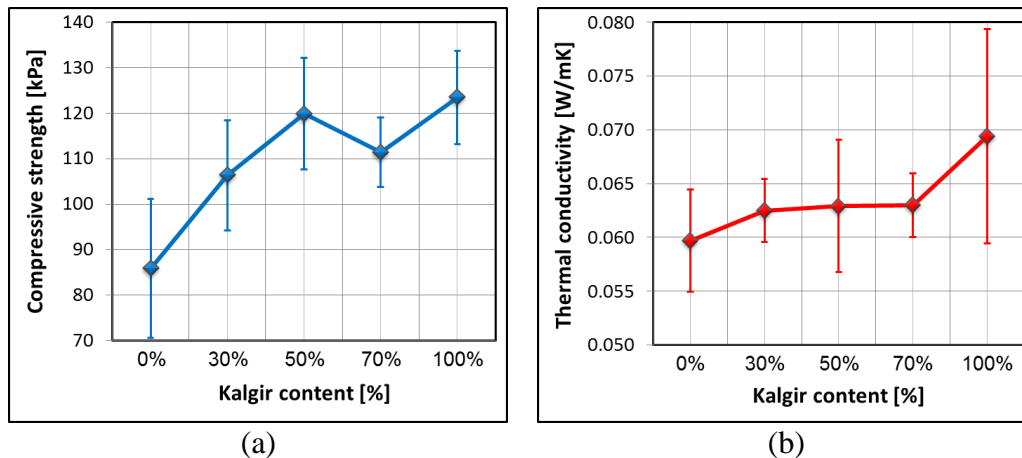 Compressive strength [kPa]
140
130
120
110
100
90
80
70
0% 30% 50% 70% 100%
Kalgir content [%]
(a)
Thermal conductivity [W/mK]
0.080
0.075
0.070
0.065
0.060
0.055
0.050
0% 30% 50% 70% 100%
Kalgir content [%]
(b)